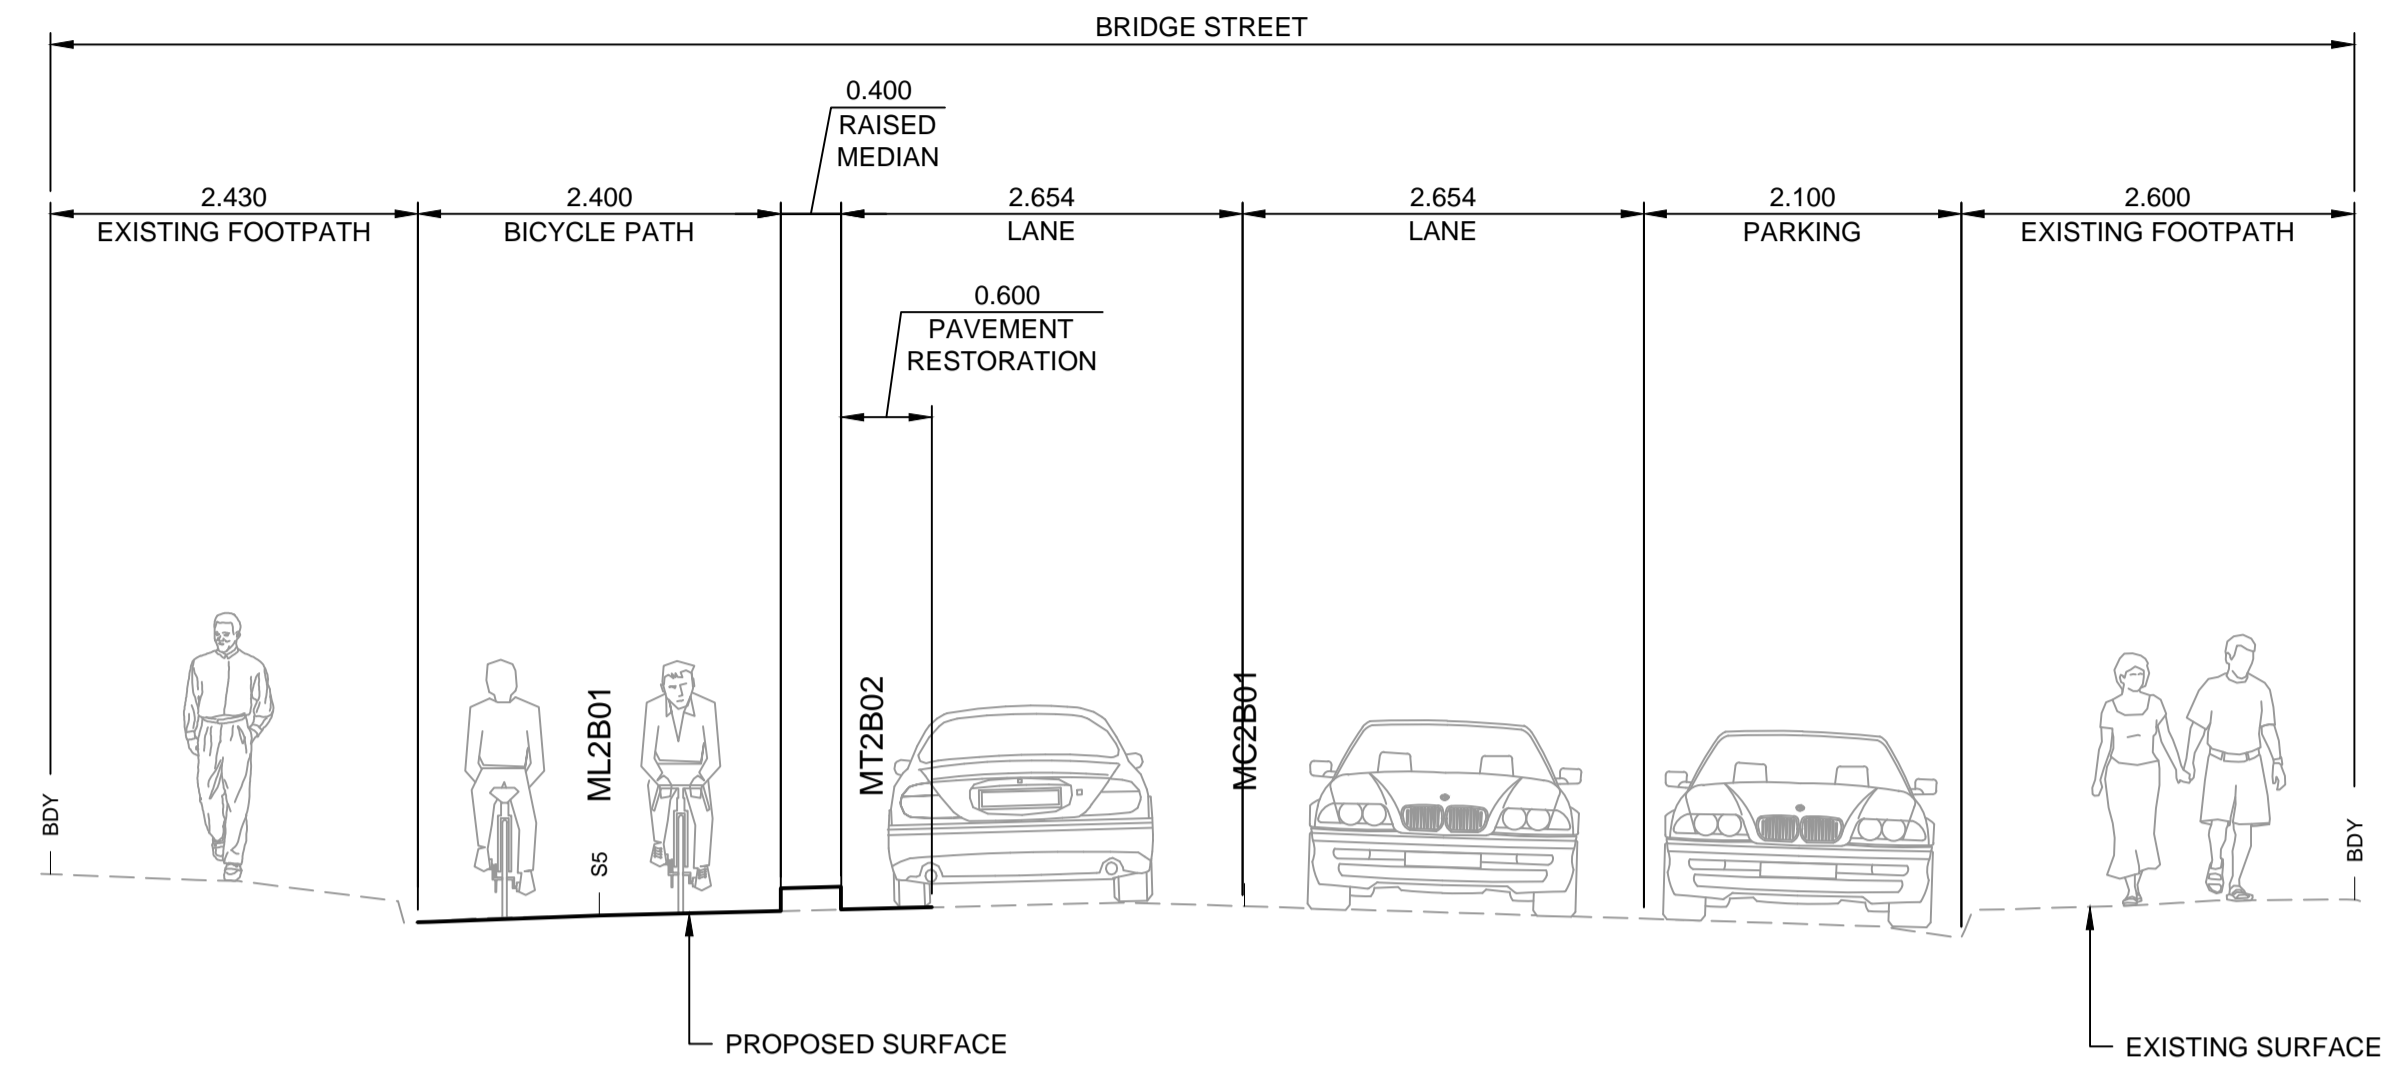 BRIDGE STREET
0.400
RAISED
MEDIAN
2.430
EXISTING FOOTPATH
2.400
BICYCLE PATH
2.654
LANE
2.654
LANE
2.100
PARKING
2.600
EXISTING FOOTPATH
0.600
PAVEMENT
RESTORATION
BDY
ML2B01
S5
MT2B02
MC2B01
BDY
PROPOSED SURFACE
EXISTING SURFACE